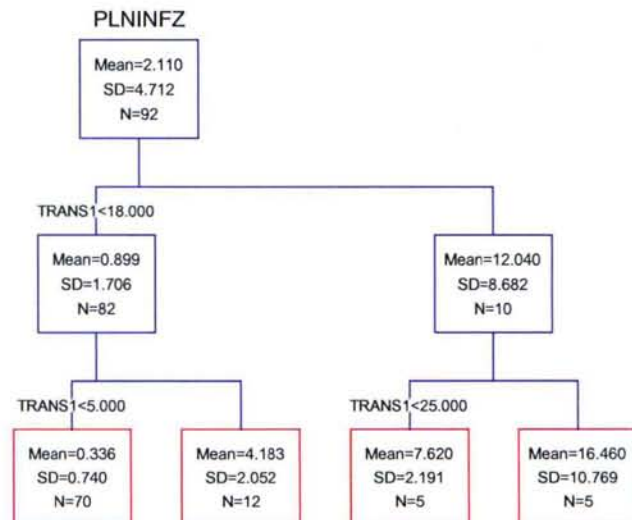 PLNINFZ
Mean=2.110
SD=4.712
N=92
TRANS1<18.000
Mean=0.899
SD=1.706
N=82
Mean=12.040
SD=8.682
N=10
TRANS1<5.000
TRANS1<25.000
Mean=0.336
SD=0.740
N=70
Mean=4.183
SD=2.052
N=12
Mean=7.620
SD=2.191
N=5
Mean=16.460
SD=10.769
N=5